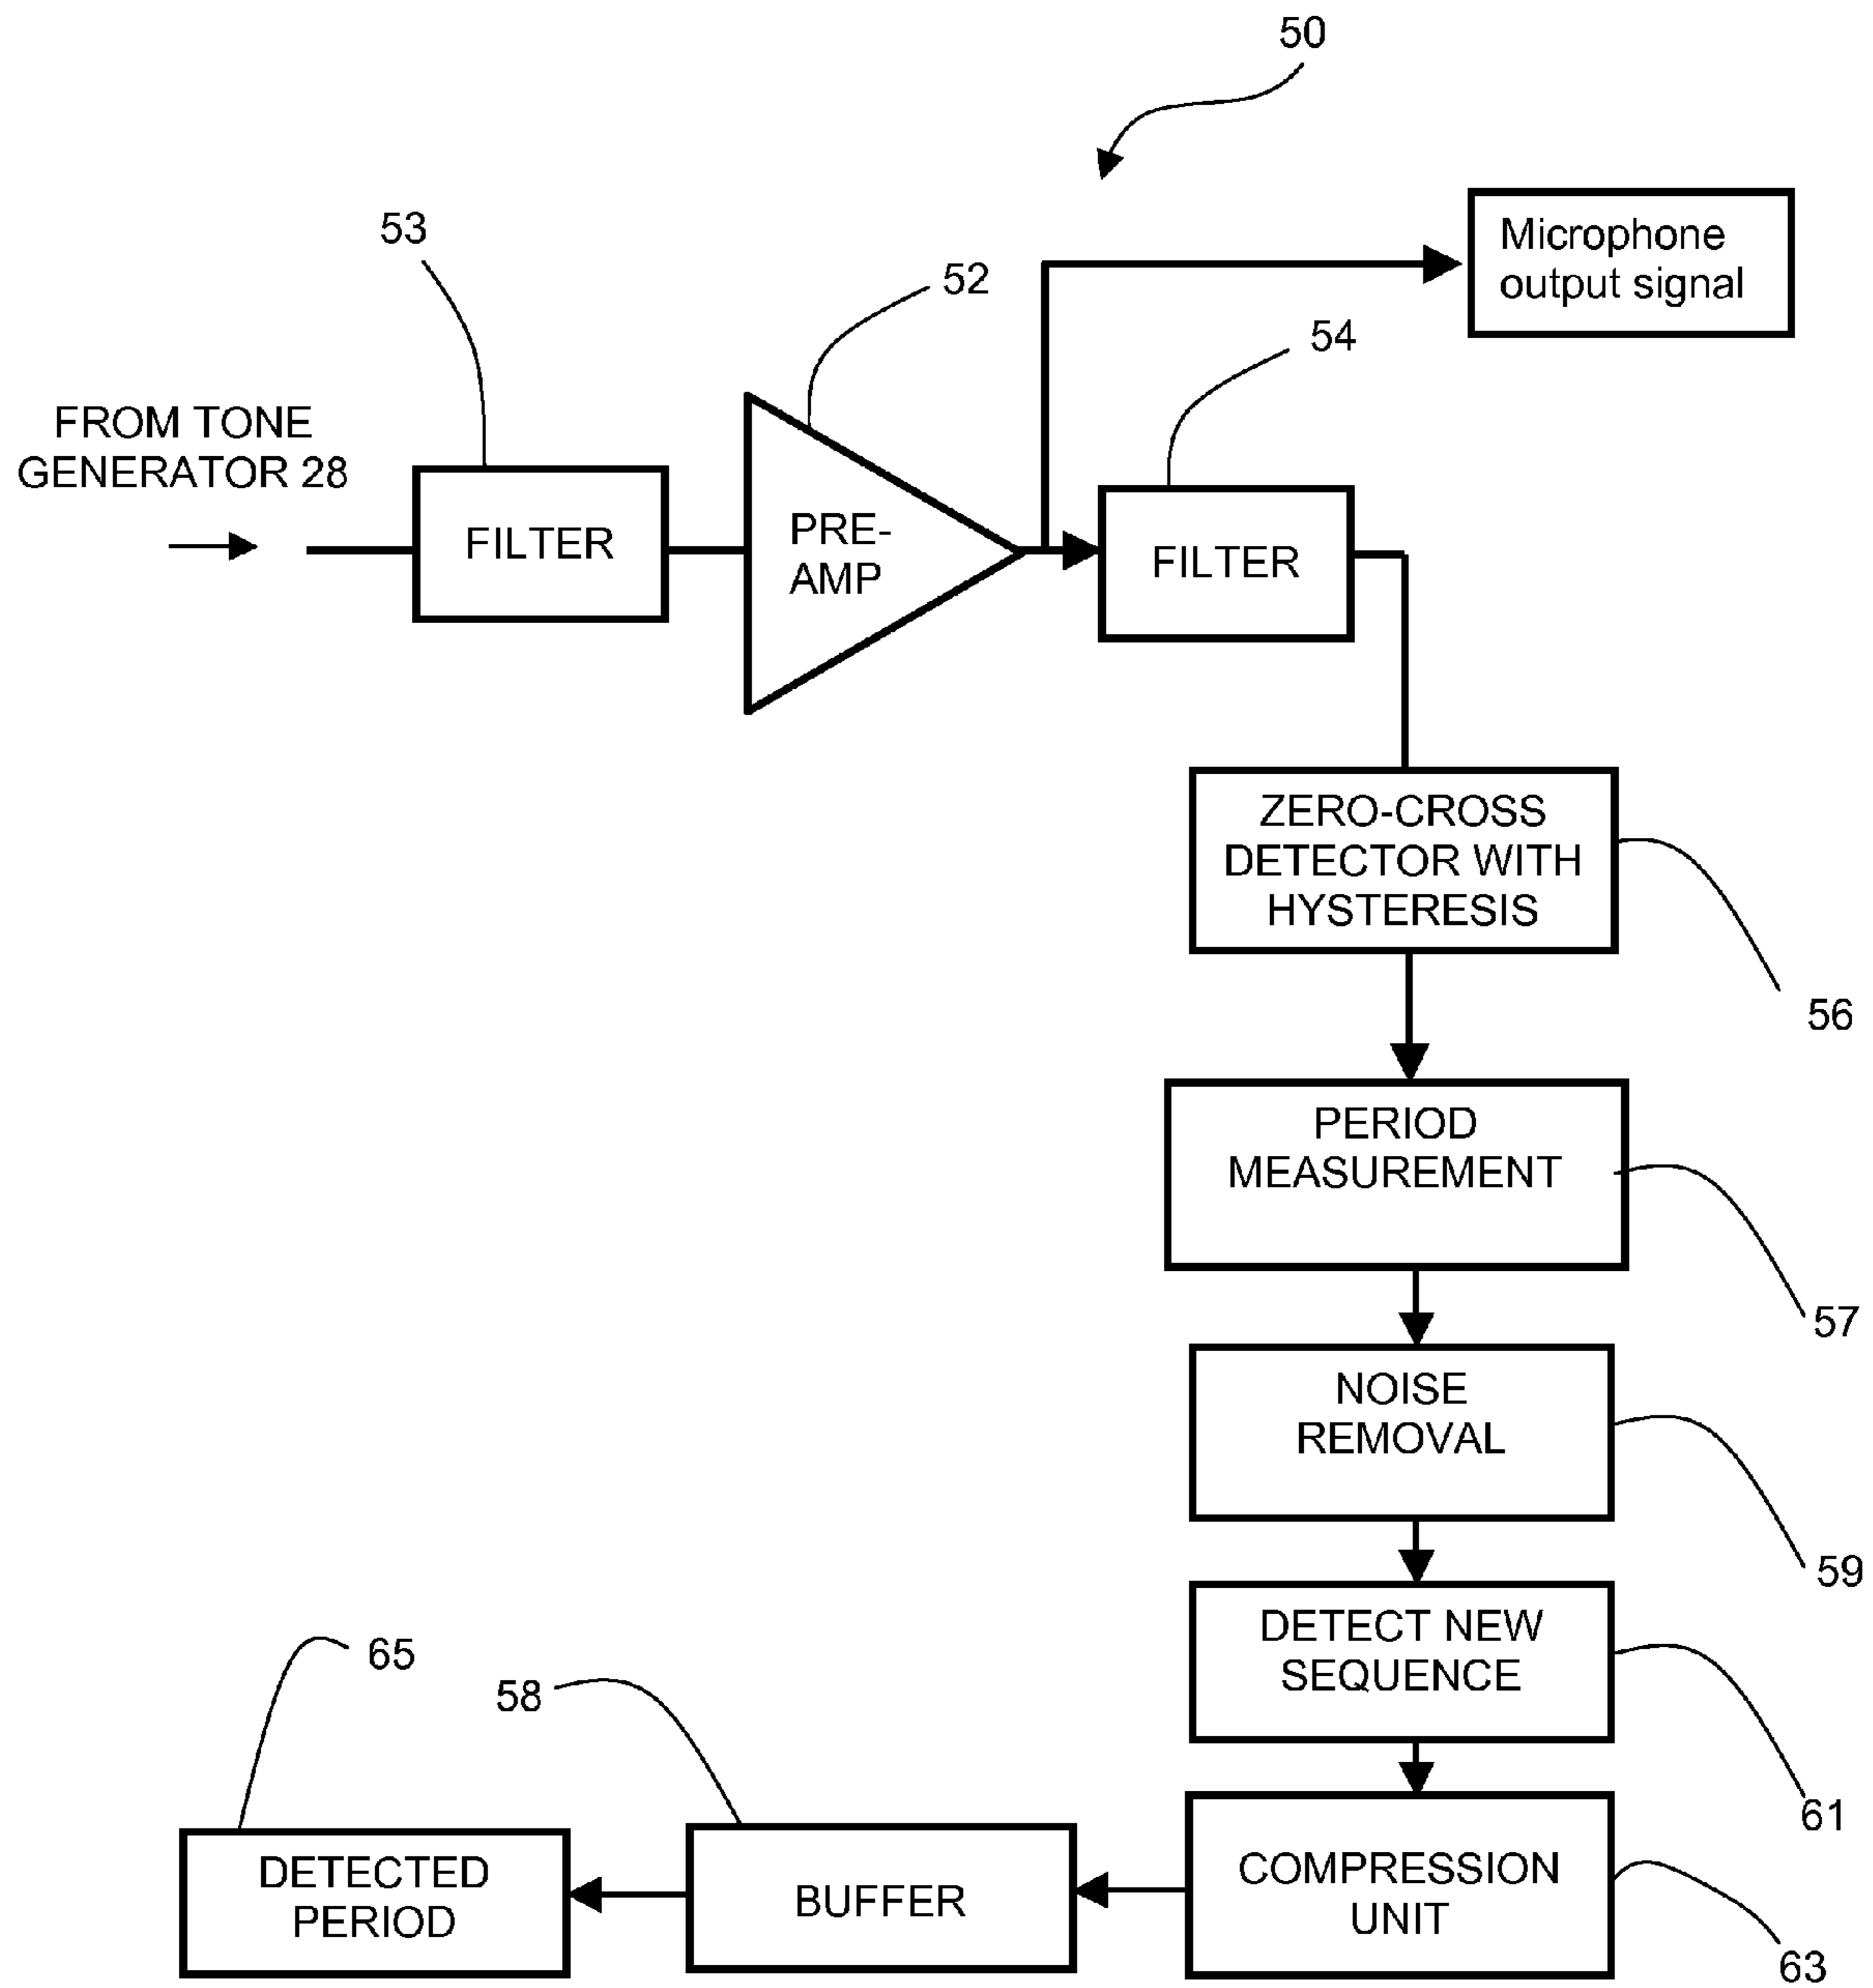 50
53
52
54
Microphone
output signal
FROM TONE
GENERATOR 28
FILTER
PRE-
AMP
FILTER
ZERO-CROSS
DETECTOR WITH
HYSTERESIS
56
PERIOD
MEASUREMENT
57
NOISE
REMOVAL
59
DETECT NEW
SEQUENCE
61
65
58
DETECTED
PERIOD
BUFFER
COMPRESSION
UNIT
63